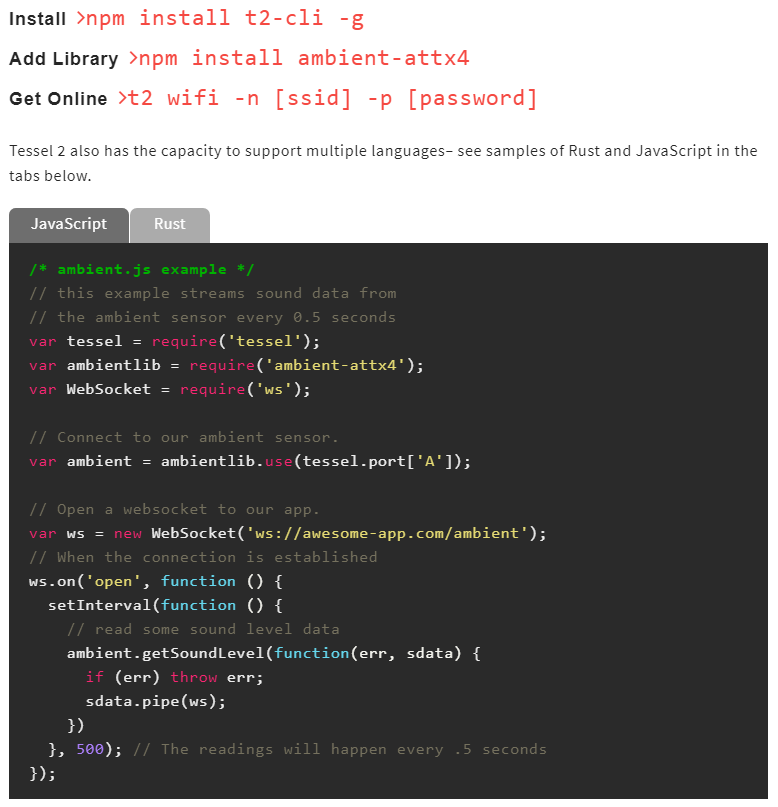 Install >npm install t2-cli -g
Add Library >npm install ambient-attx4
Get Online >t2 wifi -n [ssid] -p [password]
Tessel 2 also has the capacity to support multiple languages– see samples of Rust and JavaScript in the
tabs below.
JavaScript Rust
/* ambient.js example */
// this example streams sound data from
// the ambient sensor every 0.5 seconds
var tessel = require('tessel');
var ambientlib = require('ambient-attx4');
var WebSocket = require('ws');
// Connect to our ambient sensor.
var ambient = ambientlib.use(tessel.port['A']);
// Open a websocket to our app.
var ws = new WebSocket('ws://awesome-app.com/ambient');
// When the connection is established
ws.on('open', function () {
  setInterval(function () {
    // read some sound level data
    ambient.getSoundLevel(function(err, sdata) {
      if (err) throw err;
      sdata.pipe(ws);
    })
  }, 500); // The readings will happen every .5 seconds
});